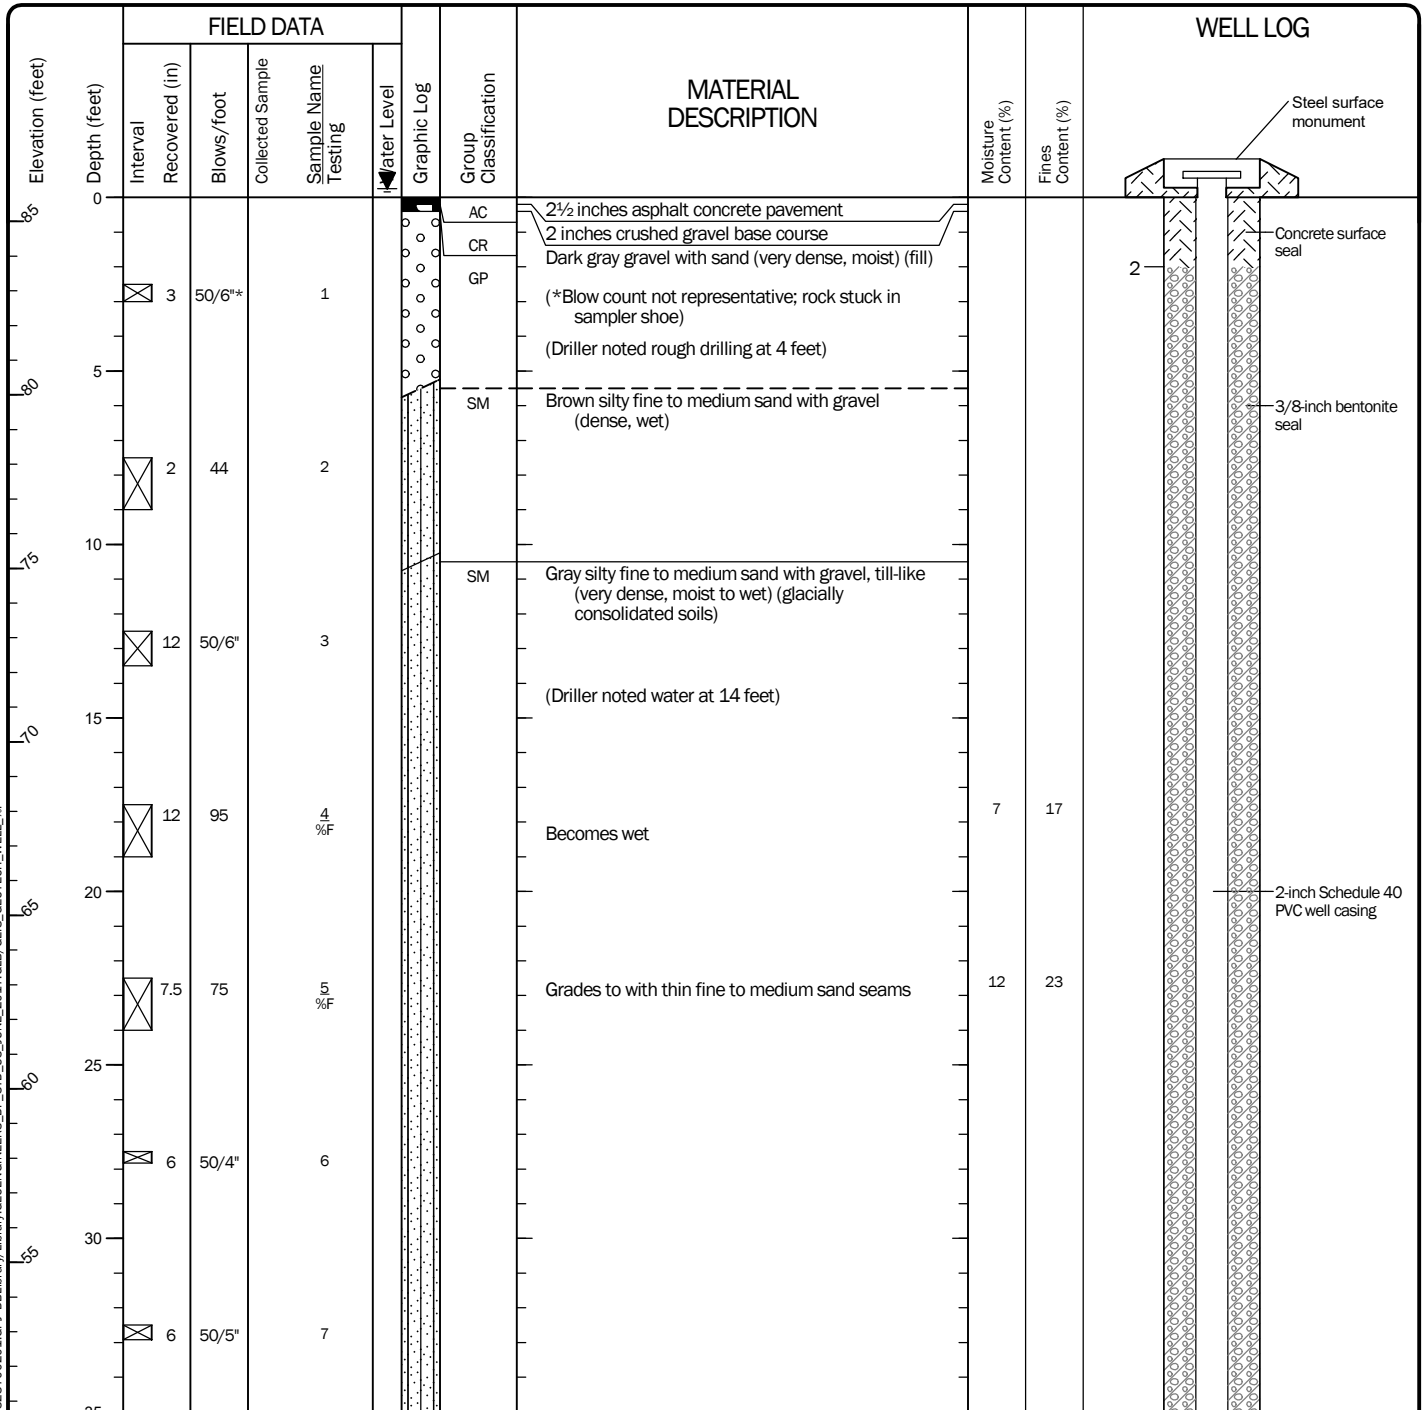 FIELD DATA
WELL LOG
Elevation (feet)
Depth (feet)
Interval
Recovered (in)
Blows/foot
Collected Sample
Sample Name
Testing
Water Level
Graphic Log
Group
Classification
MATERIAL
DESCRIPTION
Moisture
Content (%)
Fines
Content (%)
Steel surface
monument
0
85
AC
2½ inches asphalt concrete pavement
CR
2 inches crushed gravel base course
Concrete surface
seal
GP
Dark gray gravel with sand (very dense, moist) (fill)
2
3
50/6"*
1
(*Blow count not representative; rock stuck in
sampler shoe)
(Driller noted rough drilling at 4 feet)
5
80
SM
Brown silty fine to medium sand with gravel
(dense, wet)
3/8-inch bentonite
seal
2
44
2
10
75
SM
Gray silty fine to medium sand with gravel, till-like
(very dense, moist to wet) (glacially
consolidated soils)
12
50/6"
3
(Driller noted water at 14 feet)
15
70
12
95
4
%F
7
17
Becomes wet
20
65
2-inch Schedule 40
PVC well casing
7.5
75
5
%F
Grades to with thin fine to medium sand seams
12
23
25
60
6
50/4"
6
30
55
6
50/5"
7